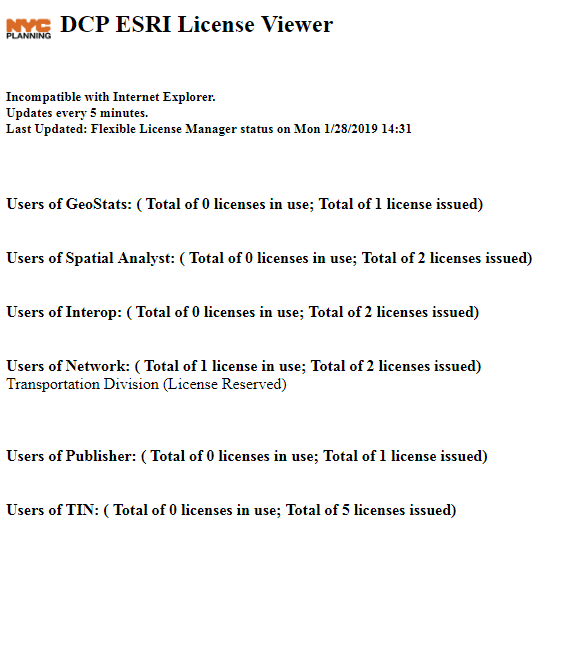 NYC PLANNING
DCP ESRI License Viewer
Incompatible with Internet Explorer.
Updates every 5 minutes.
Last Updated: Flexible License Manager status on Mon 1/28/2019 14:31
Users of GeoStats: ( Total of 0 licenses in use; Total of 1 license issued)
Users of Spatial Analyst: ( Total of 0 licenses in use; Total of 2 licenses issued)
Users of Interop: ( Total of 0 licenses in use; Total of 2 licenses issued)
Users of Network: ( Total of 1 license in use; Total of 2 licenses issued)
Transportation Division (License Reserved)
Users of Publisher: ( Total of 0 licenses in use; Total of 1 license issued)
Users of TIN: ( Total of 0 licenses in use; Total of 5 licenses issued)